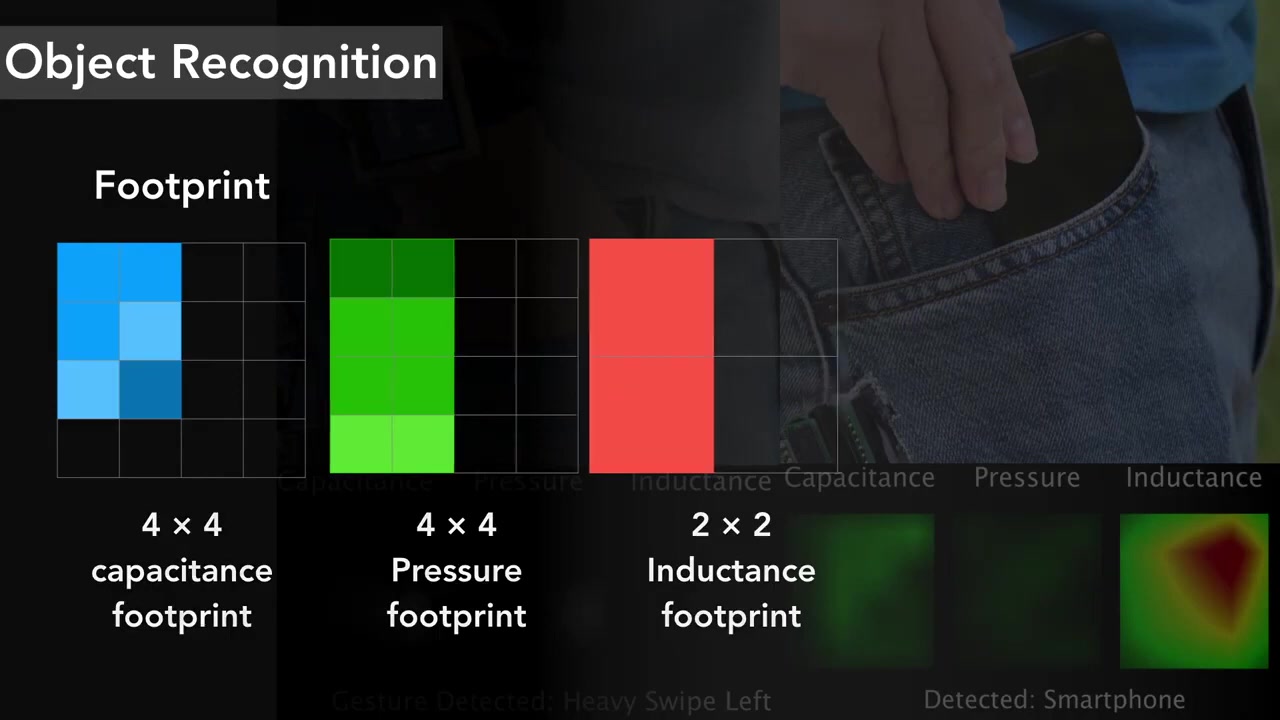 Object Recognition
Footprint
Capacitance Pressure Inductance
Capacitance Pressure Inductance
4 × 4
capacitance
footprint
4 × 4
Pressure
footprint
2 × 2
Inductance
footprint
Gesture Detected: Heavy Swipe Left
Detected: Smartphone